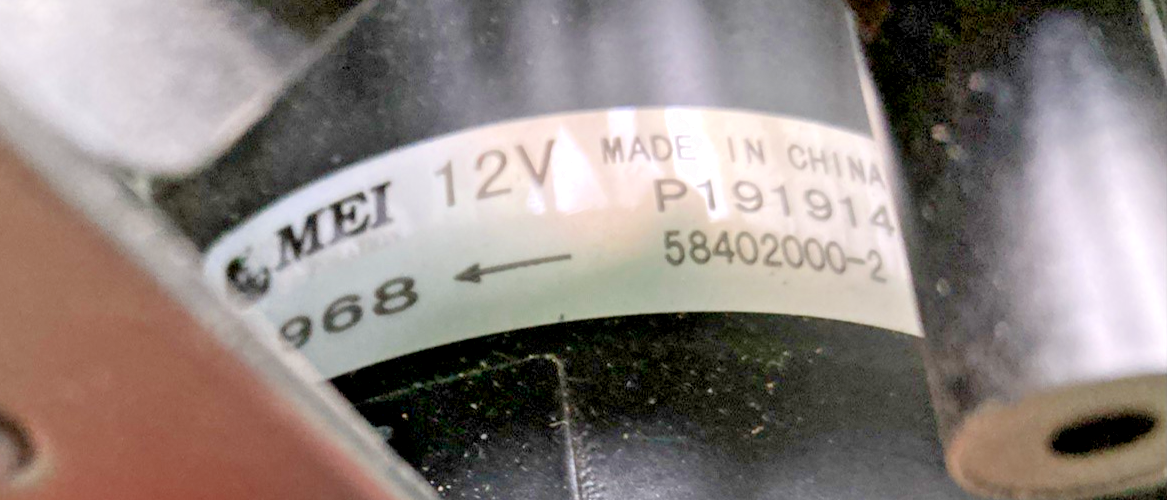 MEI 12V MADE IN CHINA
P191914
58402000-2
968